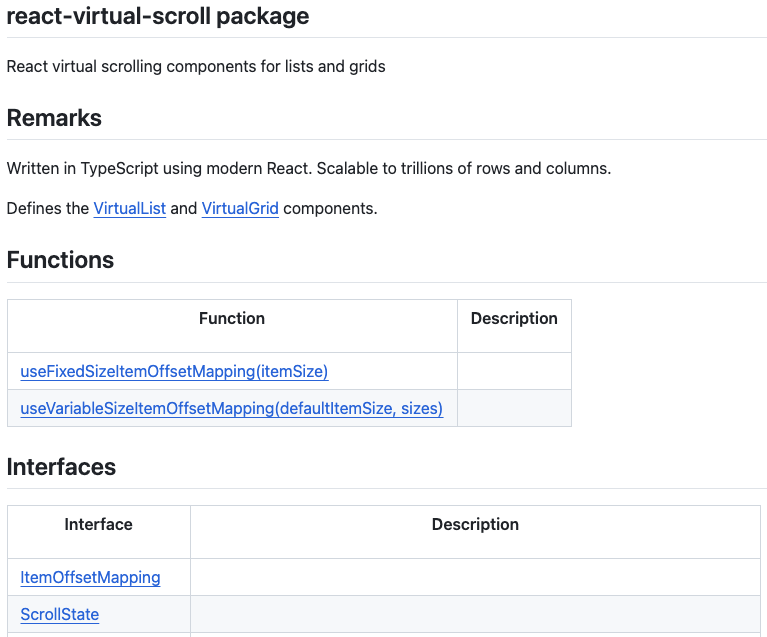 react-virtual-scroll package
React virtual scrolling components for lists and grids
Remarks
Written in TypeScript using modern React. Scalable to trillions of rows and columns.
Defines the VirtualList and VirtualGrid components.
Functions
Function Description
useFixedSizeItemOffsetMapping(itemSize)
useVariableSizeItemOffsetMapping(defaultItemSize, sizes)
Interfaces
Interface Description
ItemOffsetMapping
ScrollState